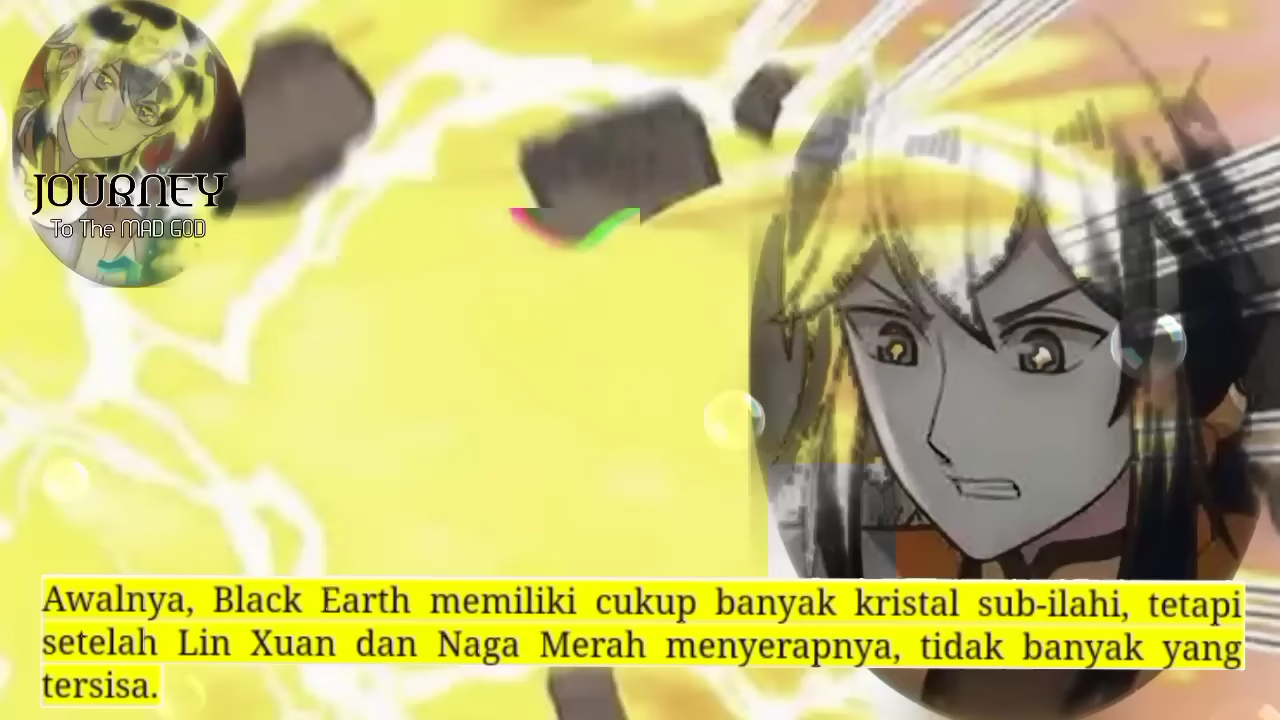 JOURNEY
To The MAD GOD
Awalnya, Black Earth memiliki cukup banyak kristal sub-ilahi, tetapi
setelah Lin Xuan dan Naga Merah menyerapnya, tidak banyak yang
tersisa.